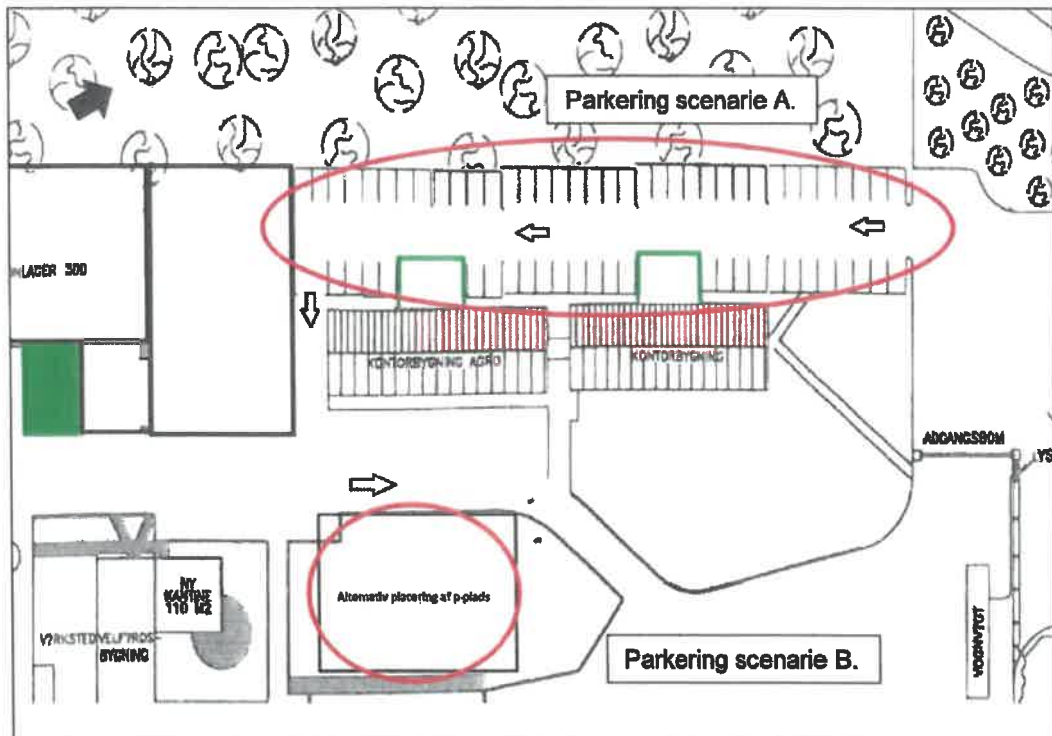 Parkering scenarie A.
LAGER 300
KONTORBYGNING AGRO
KONTORBYGNING
ADGANGSBOM
NY
KANTINE
110 M2
BYGNING
Alternativ placering af p-plads
Parkering scenarie B.